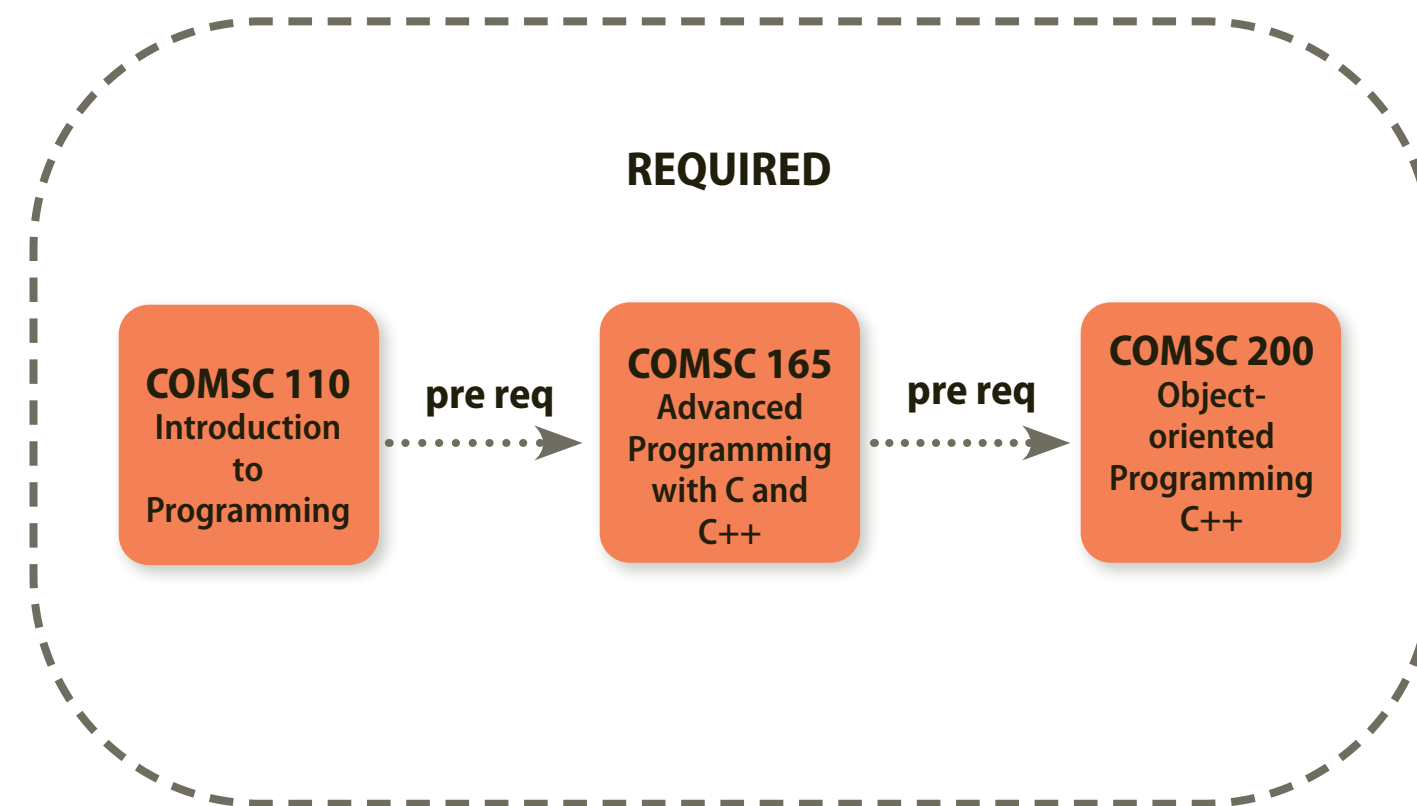 REQUIRED
COMSC 110
Introduction
to
Programming
pre req
COMSC 165
Advanced
Programming
with C and
C++
pre req
COMSC 200
Object-
oriented
Programming
C++